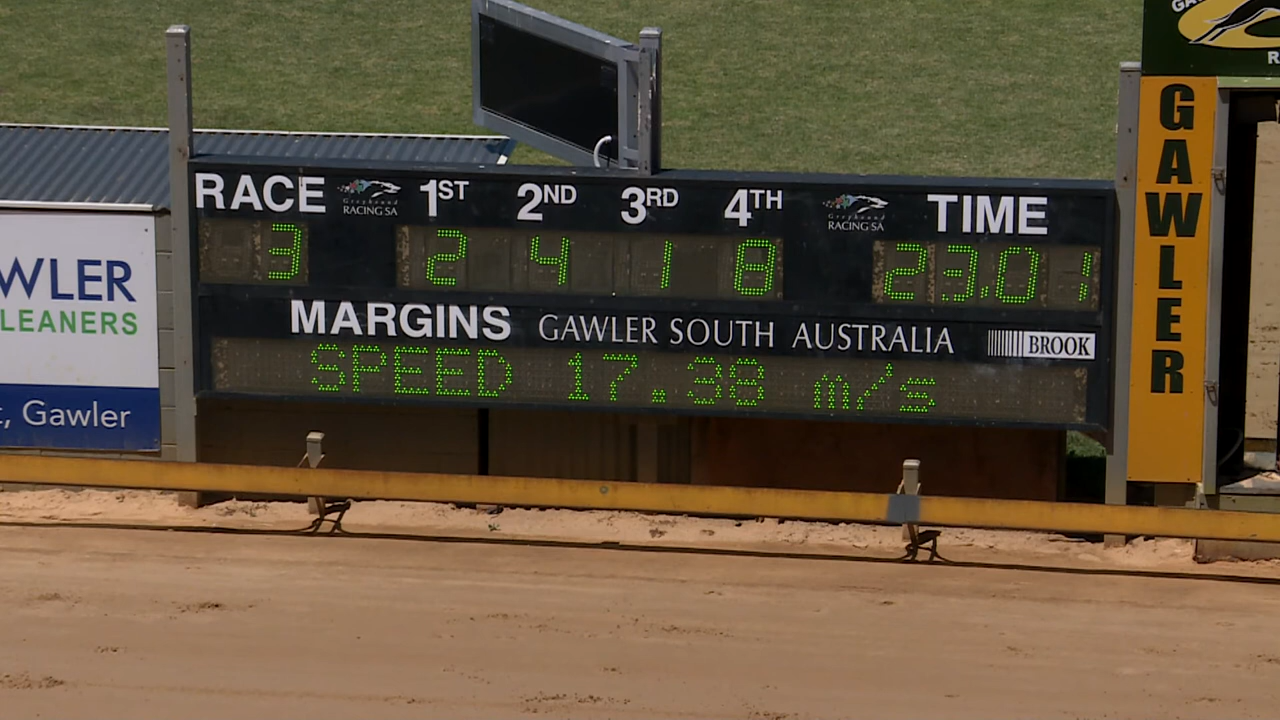 RACE
Greyhound
RACING SA
1ST 2ND 3RD 4TH
Greyhound
RACING SA
TIME
3 2 4 1 8 23.01
MARGINS GAWLER SOUTH AUSTRALIA BROOK
SPEED 17.38 m/s
WLER
LEANERS
, Gawler
GA
R
GAWLER